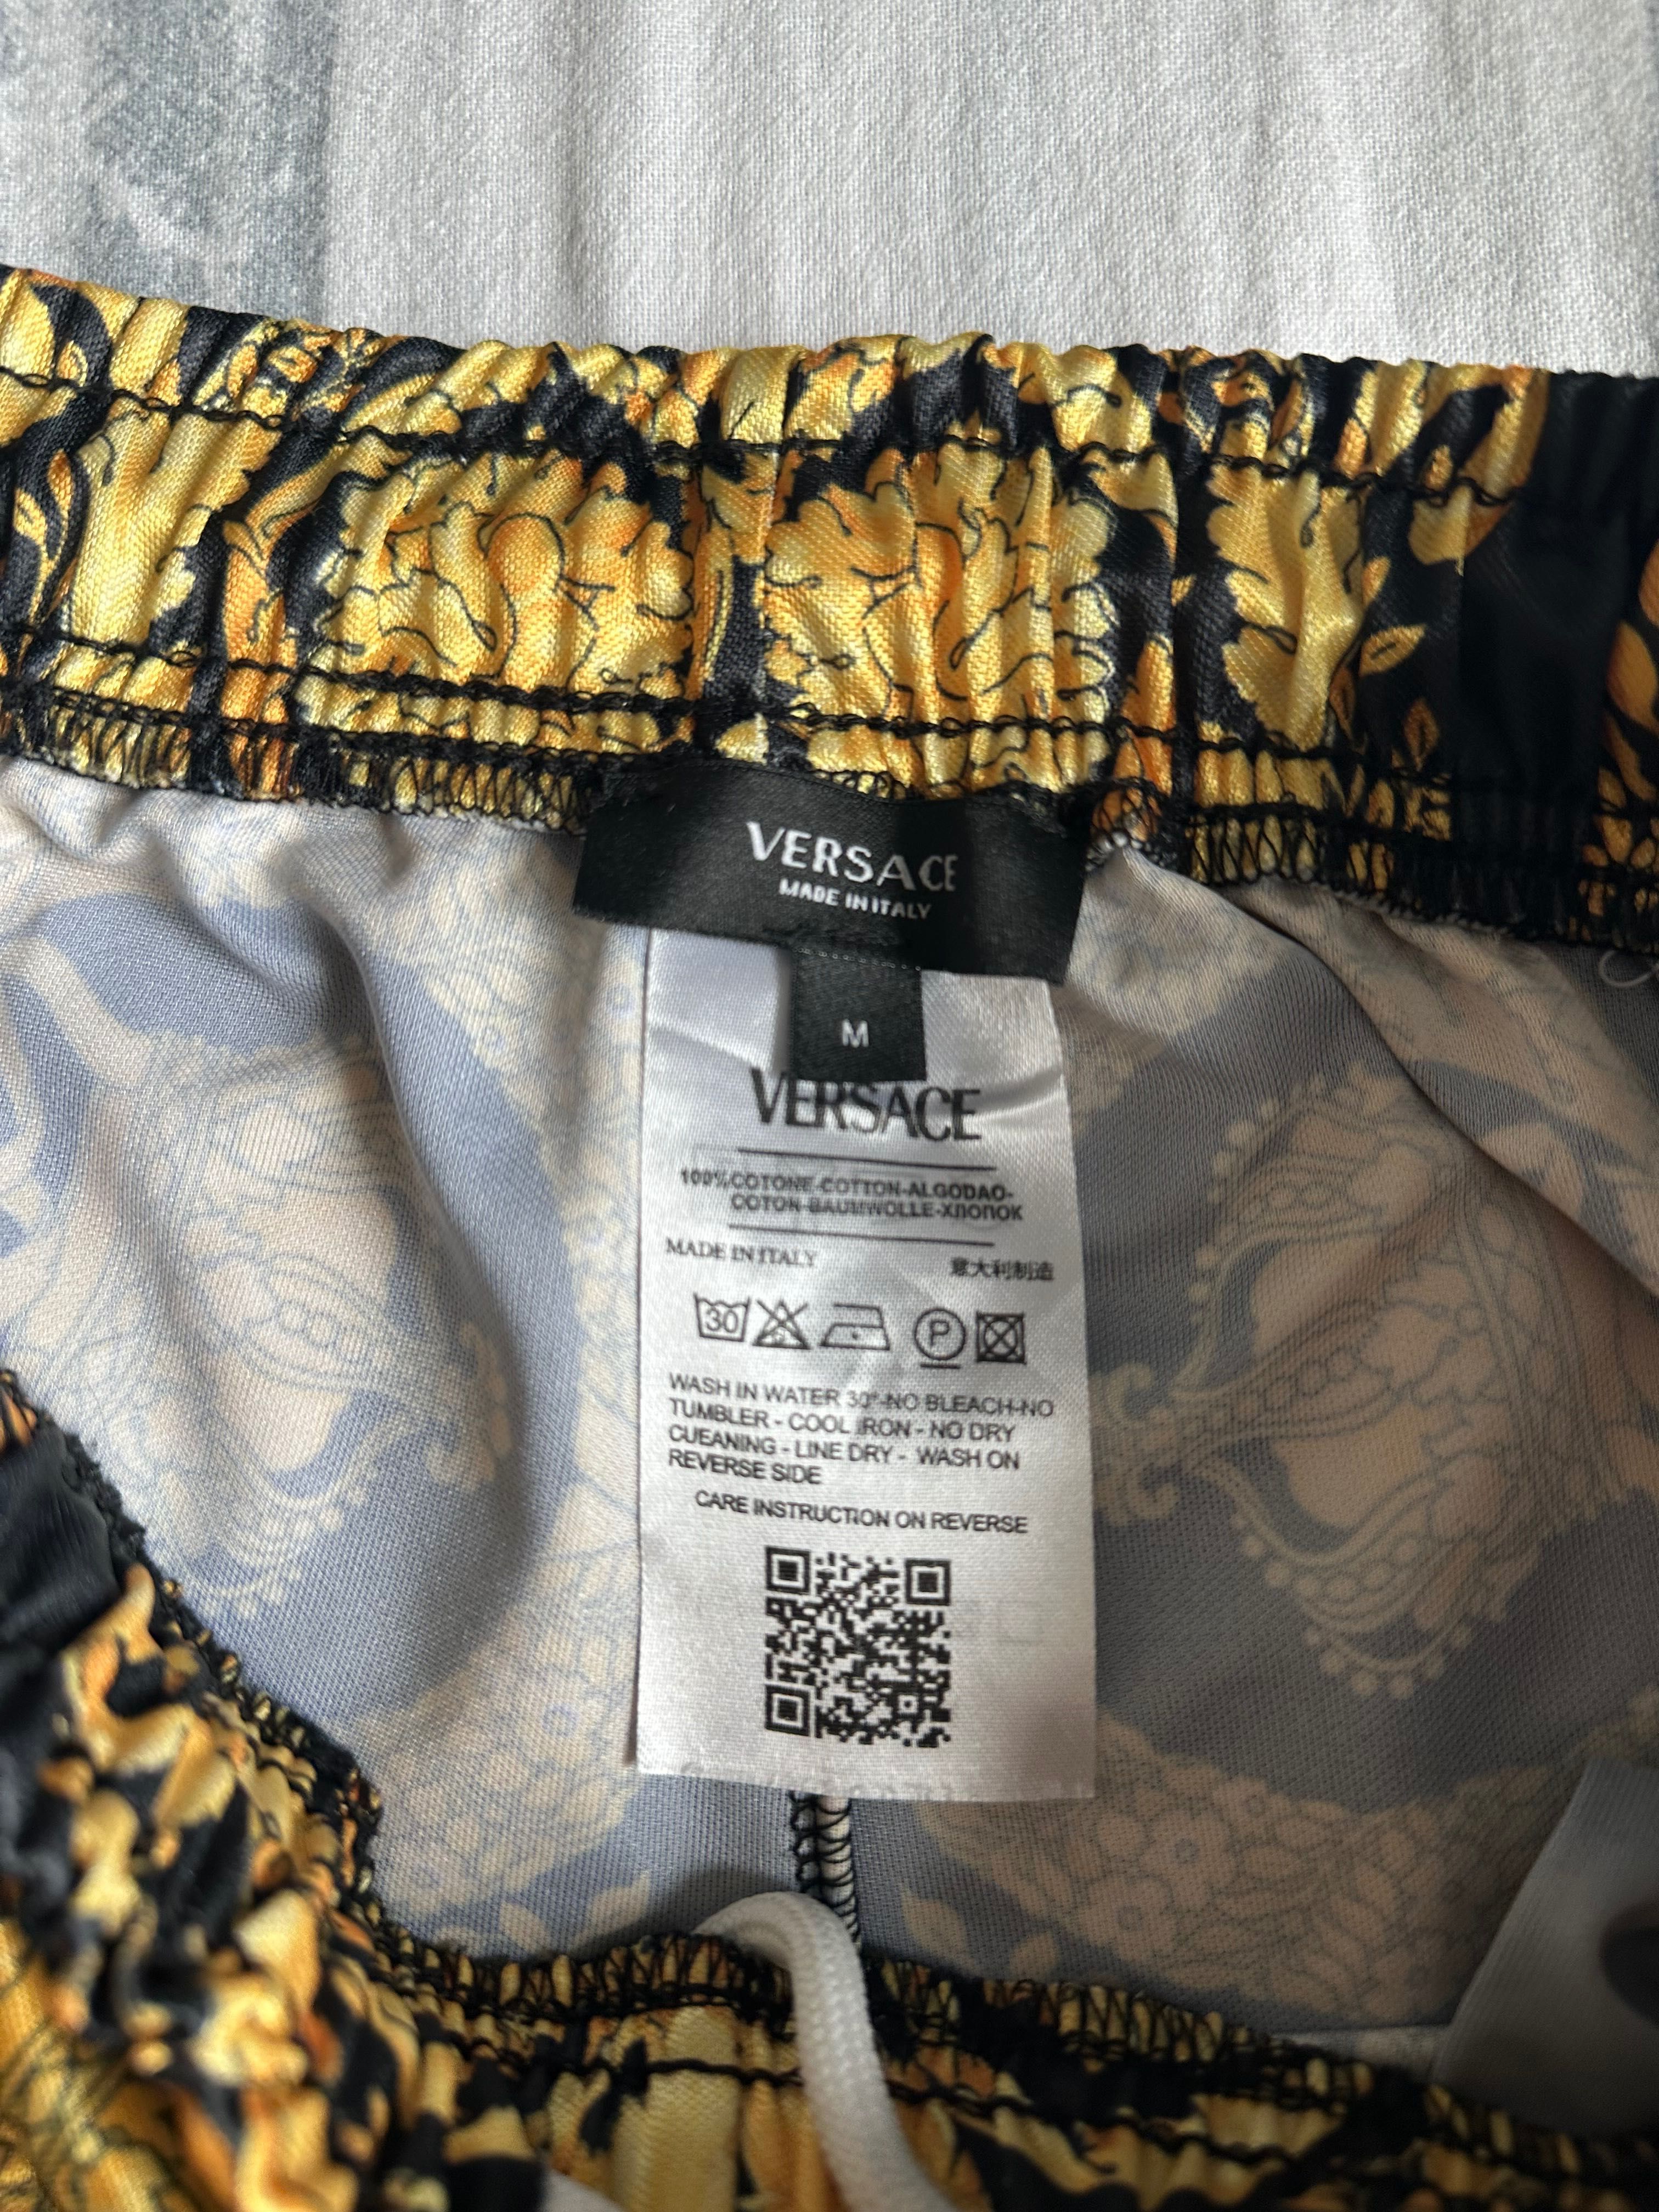 VERSACE
MADE IN ITALY
M
VERSACE
100%COTONE-COTTON-ALGODAO-
COTON-BAUMWOLLE-ХЛОПОК
MADE IN ITALY
意大利制造
30 P
WASH IN WATER 30°-NO BLEACH-NO
TUMBLER - COOL IRON - NO DRY
CUEANING - LINE DRY - WASH ON
REVERSE SIDE
CARE INSTRUCTION ON REVERSE